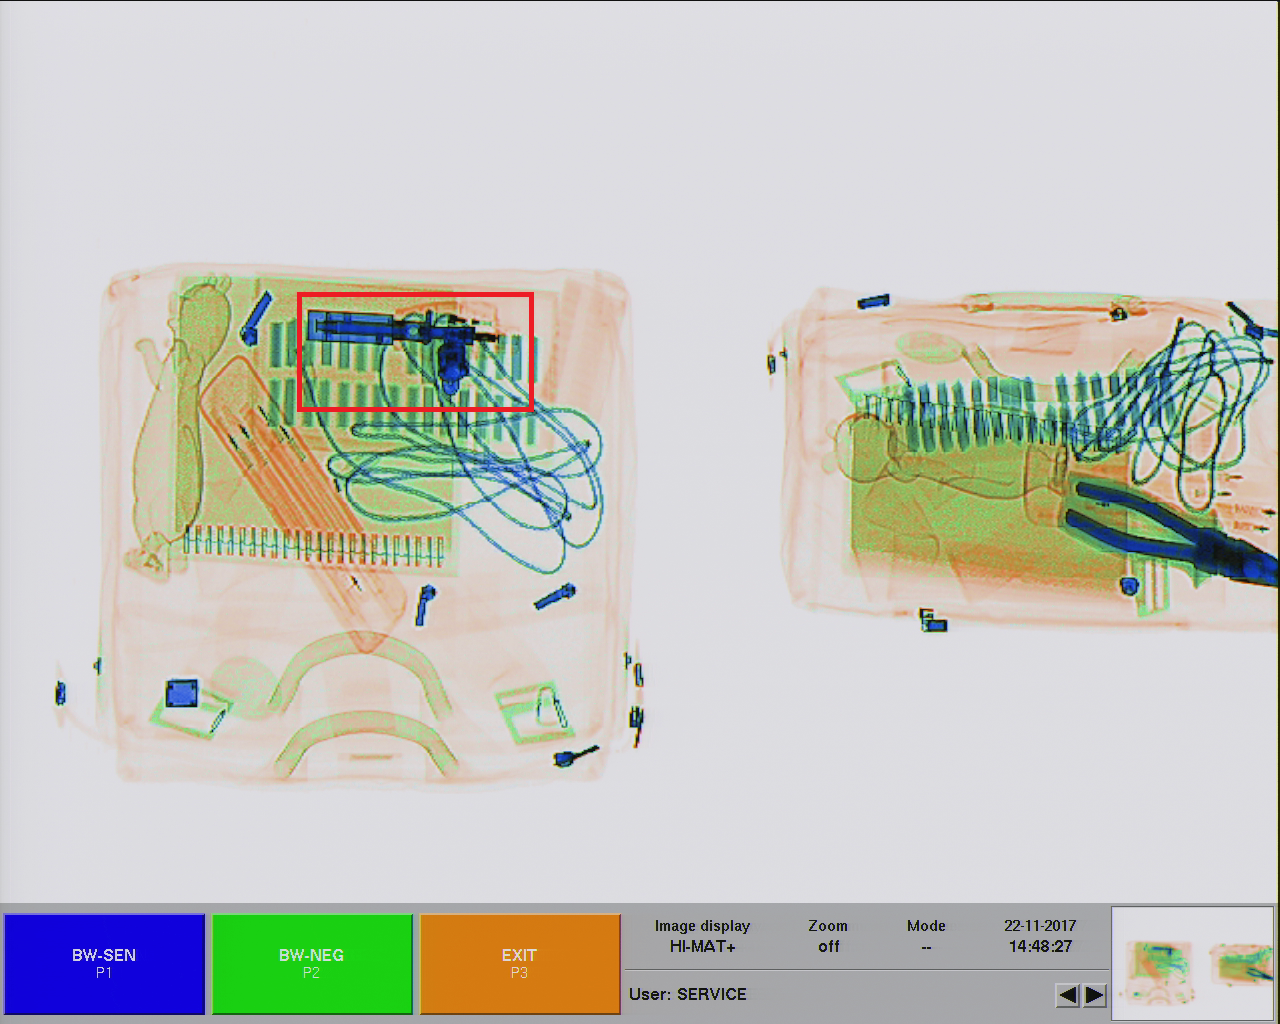 BW-SEN
P1
BW-NEG
P2
EXIT
P3
Image display
HI-MAT+
Zoom
off
Mode
--
22-11-2017
14:48:27
User: SERVICE